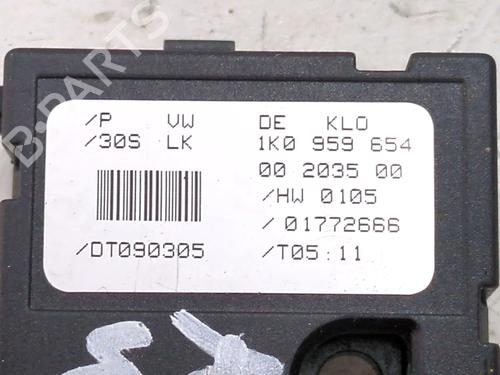 /P VW DE KLO
/30S LK 1K0 959 654
00 2035 00
/HW 0105
/01772666
/DT090305 /T05:11
B-PARTS